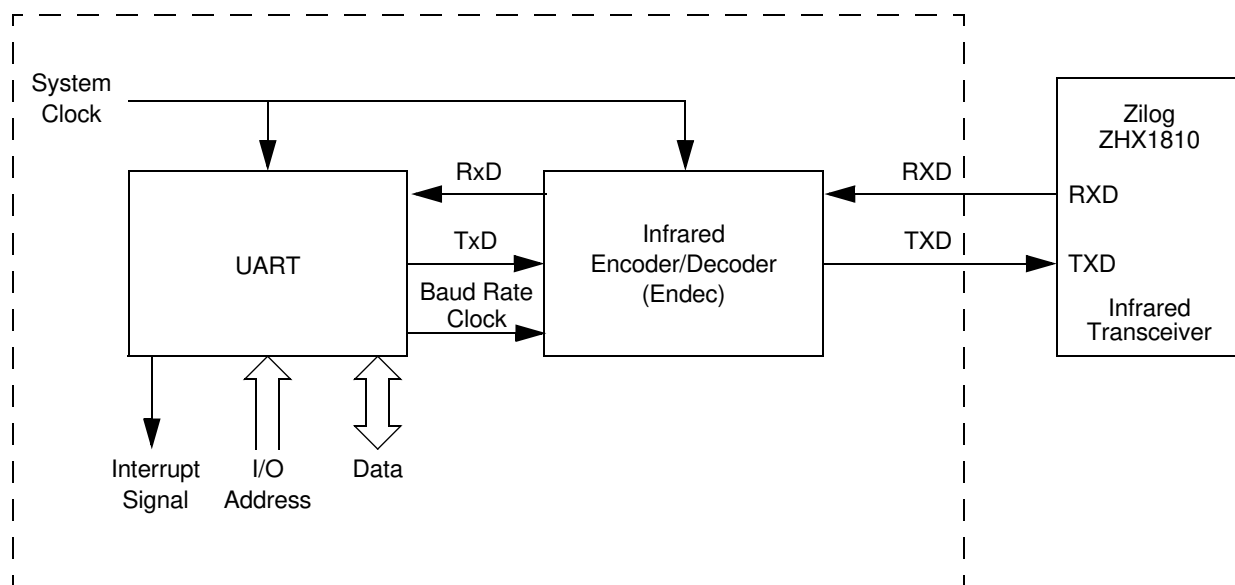 System
Clock
Zilog
ZHX1810
RxD
RXD
RXD
Infrared
Encoder/Decoder
(Endec)
UART
TxD
TXD
TXD
Baud Rate
Clock
Infrared
Transceiver
Interrupt
Signal
I/O
Address
Data